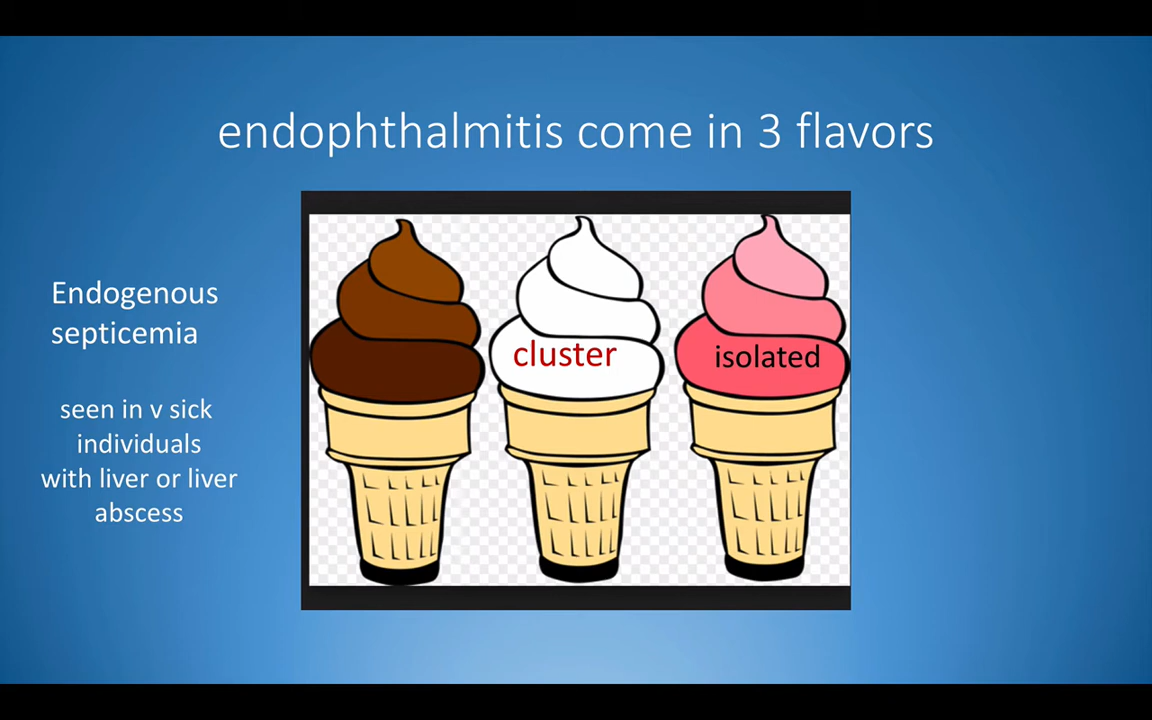 endophthalmitis come in 3 flavors
Endogenous
septicemia
seen in v sick
individuals
with liver or liver
abscess
cluster
isolated